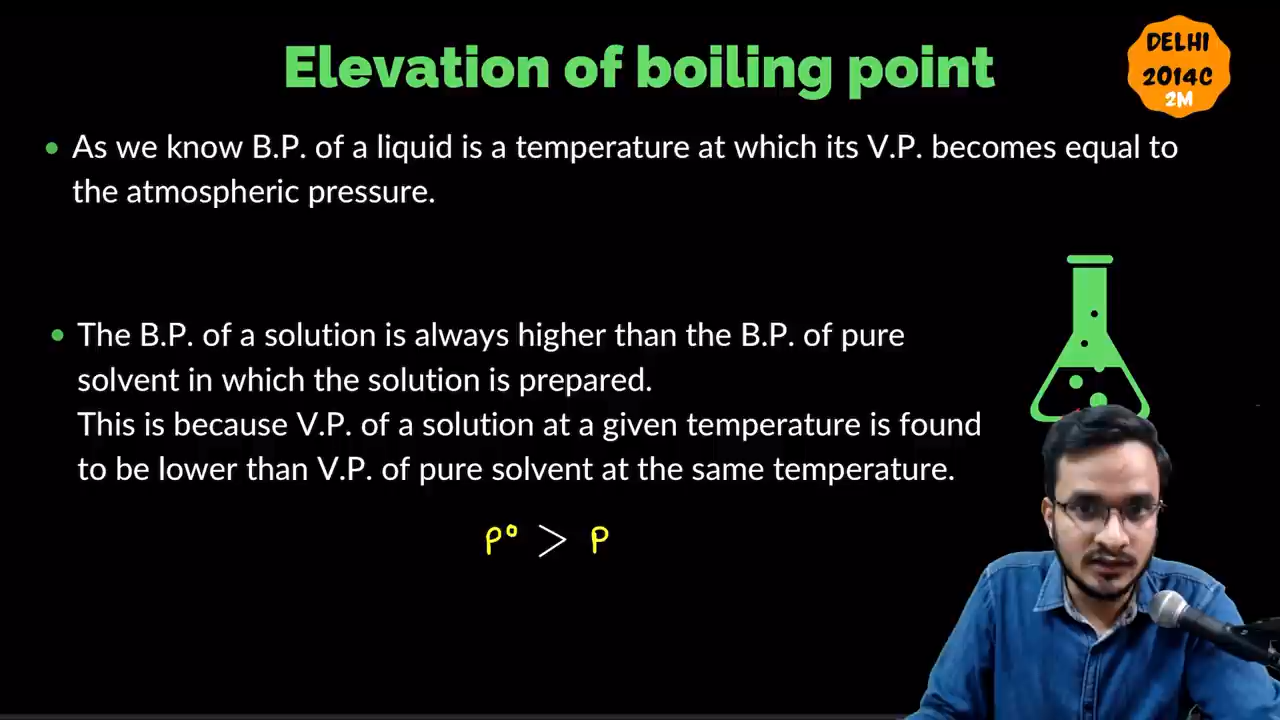 Elevation of boiling point
DELHI
2014C
2M
• As we know B.P. of a liquid is a temperature at which its V.P. becomes equal to
the atmospheric pressure.
• The B.P. of a solution is always higher than the B.P. of pure
solvent in which the solution is prepared.
This is because V.P. of a solution at a given temperature is found
to be lower than V.P. of pure solvent at the same temperature.
P° > P